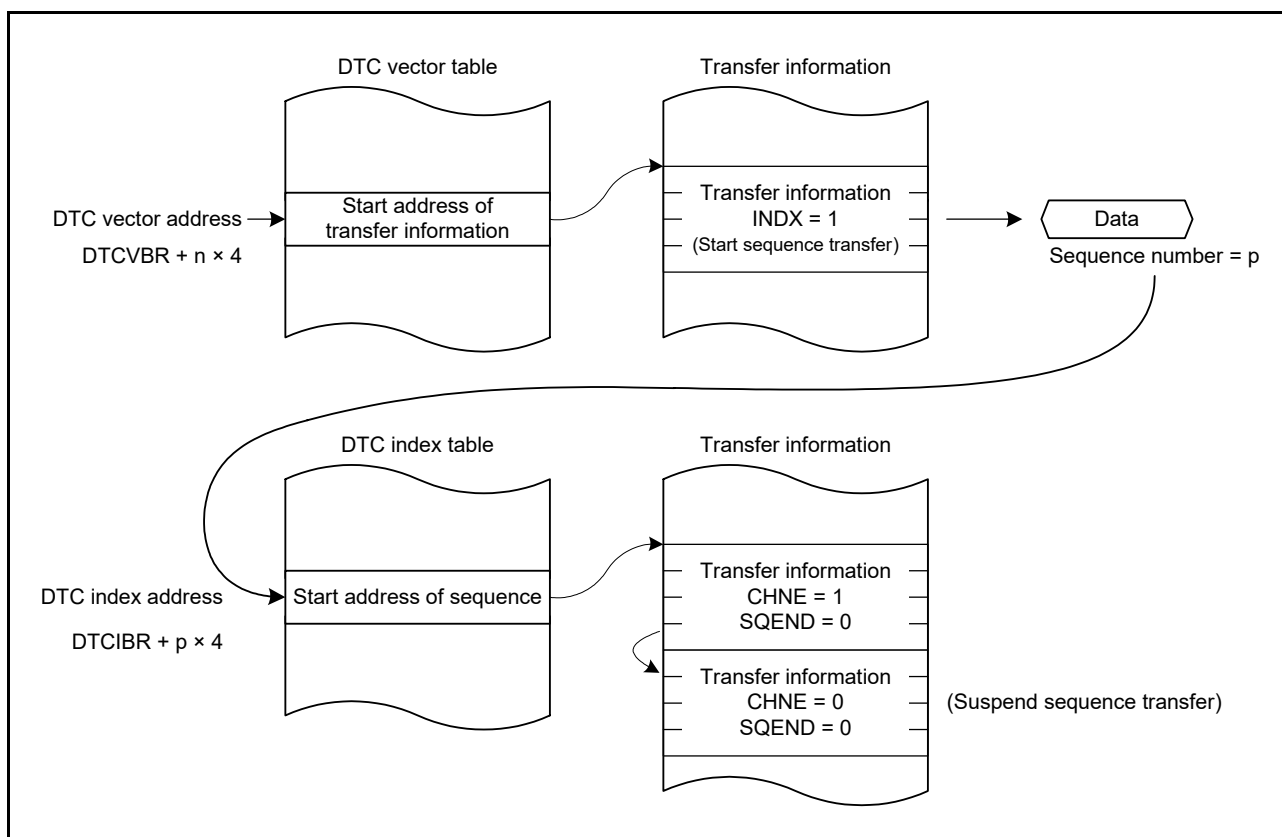 DTC vector table
Transfer information
DTC vector address
DTCVBR + n × 4
Start address of
transfer information
Transfer information
INDX = 1
(Start sequence transfer)
Data
Sequence number = p
DTC index table
Transfer information
DTC index address
DTCIBR + p × 4
Start address of sequence
Transfer information
CHNE = 1
SQEND = 0
Transfer information
CHNE = 0
SQEND = 0
(Suspend sequence transfer)